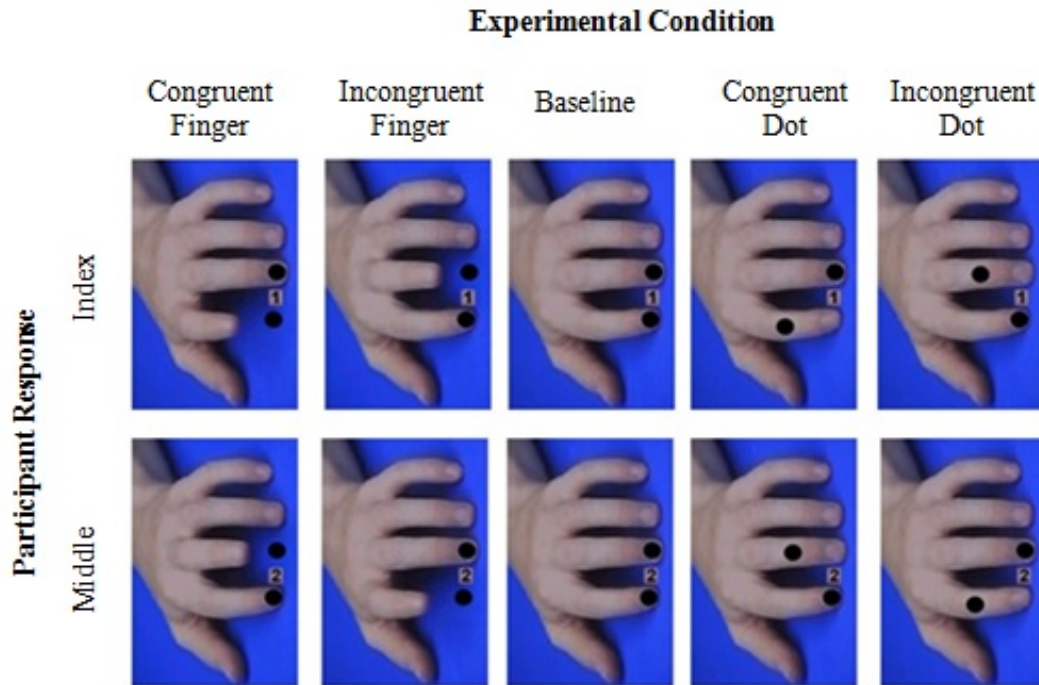 Experimental Condition
Congruent Finger
Incongruent Finger
Baseline
Congruent Dot
Incongruent Dot
Participant Response
Index
1
1
1
1
1
Middle
2
2
2
2
2